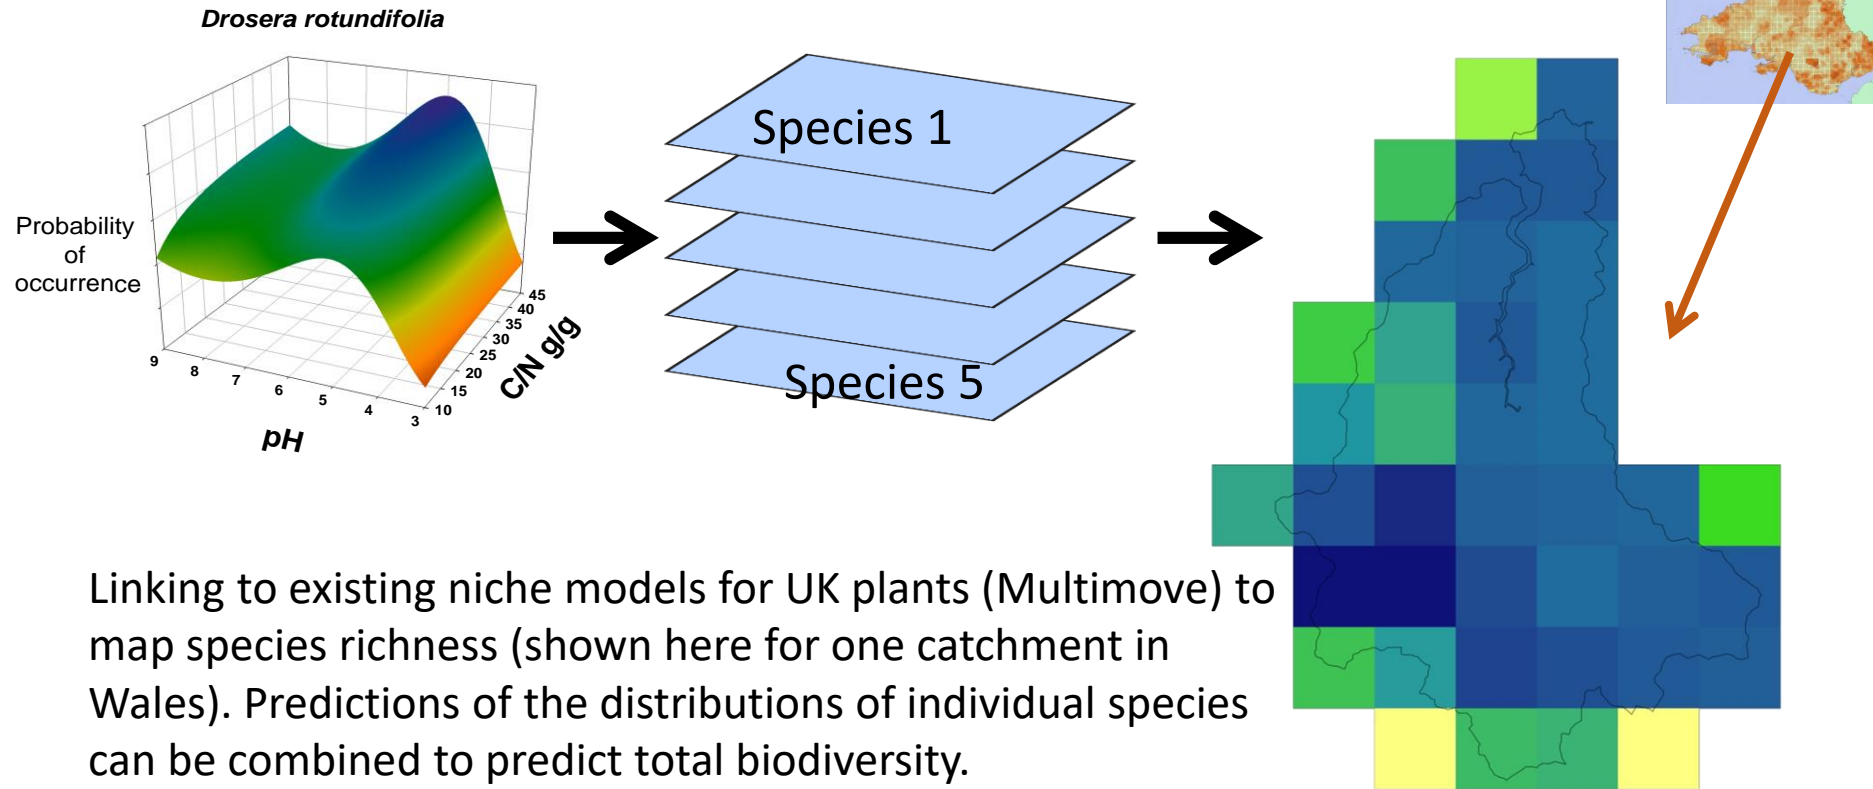 Drosera rotundifolia
Probability
of
occurrence
9
8
7
6
5
4
3
pH
45
40
35
30
25
20
15
10
C/N g/g
Species 1
Species 5
Linking to existing niche models for UK plants (Multimove) to
map species richness (shown here for one catchment in
Wales). Predictions of the distributions of individual species
can be combined to predict total biodiversity.